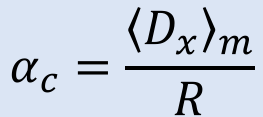 α_c = ⟨D_x⟩_m / R